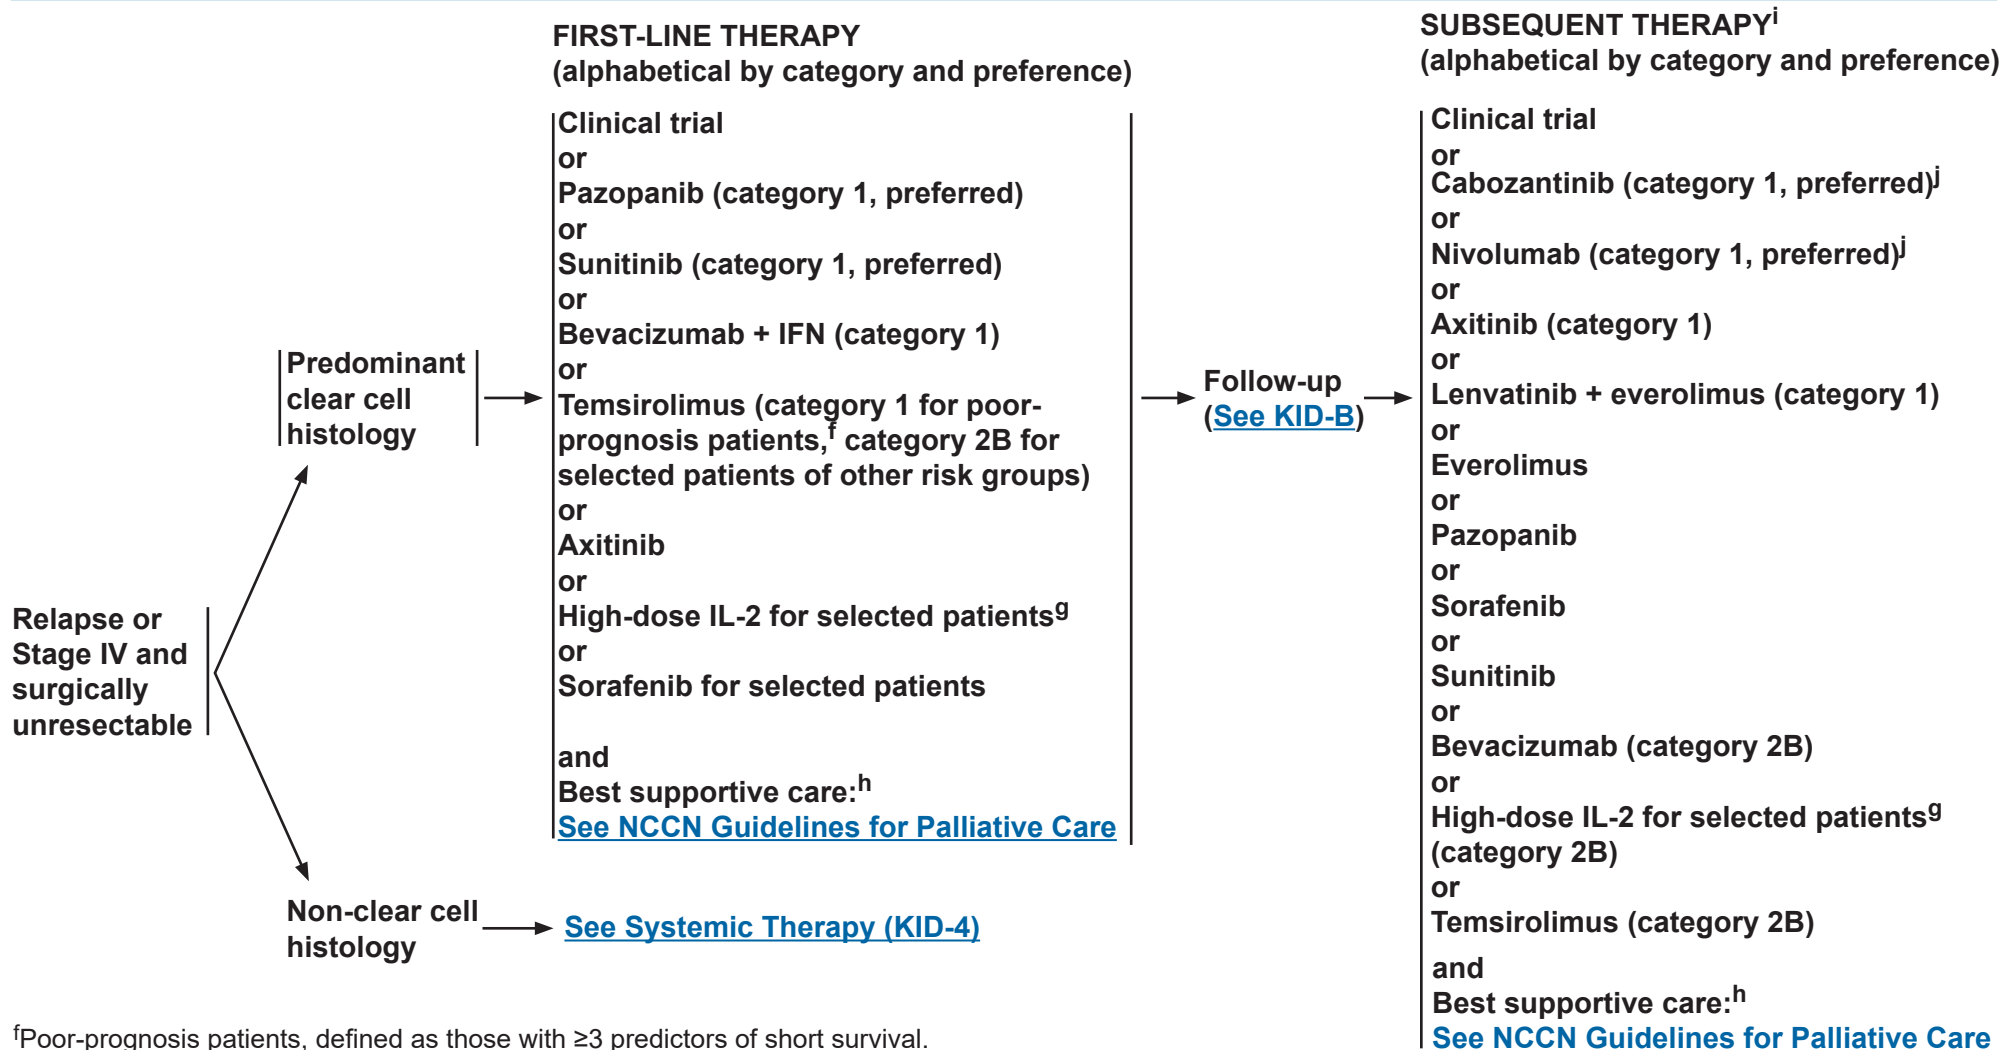 FIRST-LINE THERAPY
(alphabetical by category and preference)
SUBSEQUENT THERAPYⁱ
(alphabetical by category and preference)
Relapse or
Stage IV and
surgically
unresectable
Predominant
clear cell
histology
Clinical trial
or
Pazopanib (category 1, preferred)
or
Sunitinib (category 1, preferred)
or
Bevacizumab + IFN (category 1)
or
Temsirolimus (category 1 for poor-
prognosis patients,ᶠ category 2B for
selected patients of other risk groups)
or
Axitinib
or
High-dose IL-2 for selected patientsᵍ
or
Sorafenib for selected patients
and
Best supportive care:ʰ
See NCCN Guidelines for Palliative Care
Follow-up
(See KID-B)
Clinical trial
or
Cabozantinib (category 1, preferred)ʲ
or
Nivolumab (category 1, preferred)ʲ
or
Axitinib (category 1)
or
Lenvatinib + everolimus (category 1)
or
Everolimus
or
Pazopanib
or
Sorafenib
or
Sunitinib
or
Bevacizumab (category 2B)
or
High-dose IL-2 for selected patientsᵍ
(category 2B)
or
Temsirolimus (category 2B)
and
Best supportive care:ʰ
See NCCN Guidelines for Palliative Care
Non-clear cell
histology
See Systemic Therapy (KID-4)
ᶠPoor-prognosis patients, defined as those with ≥3 predictors of short survival.